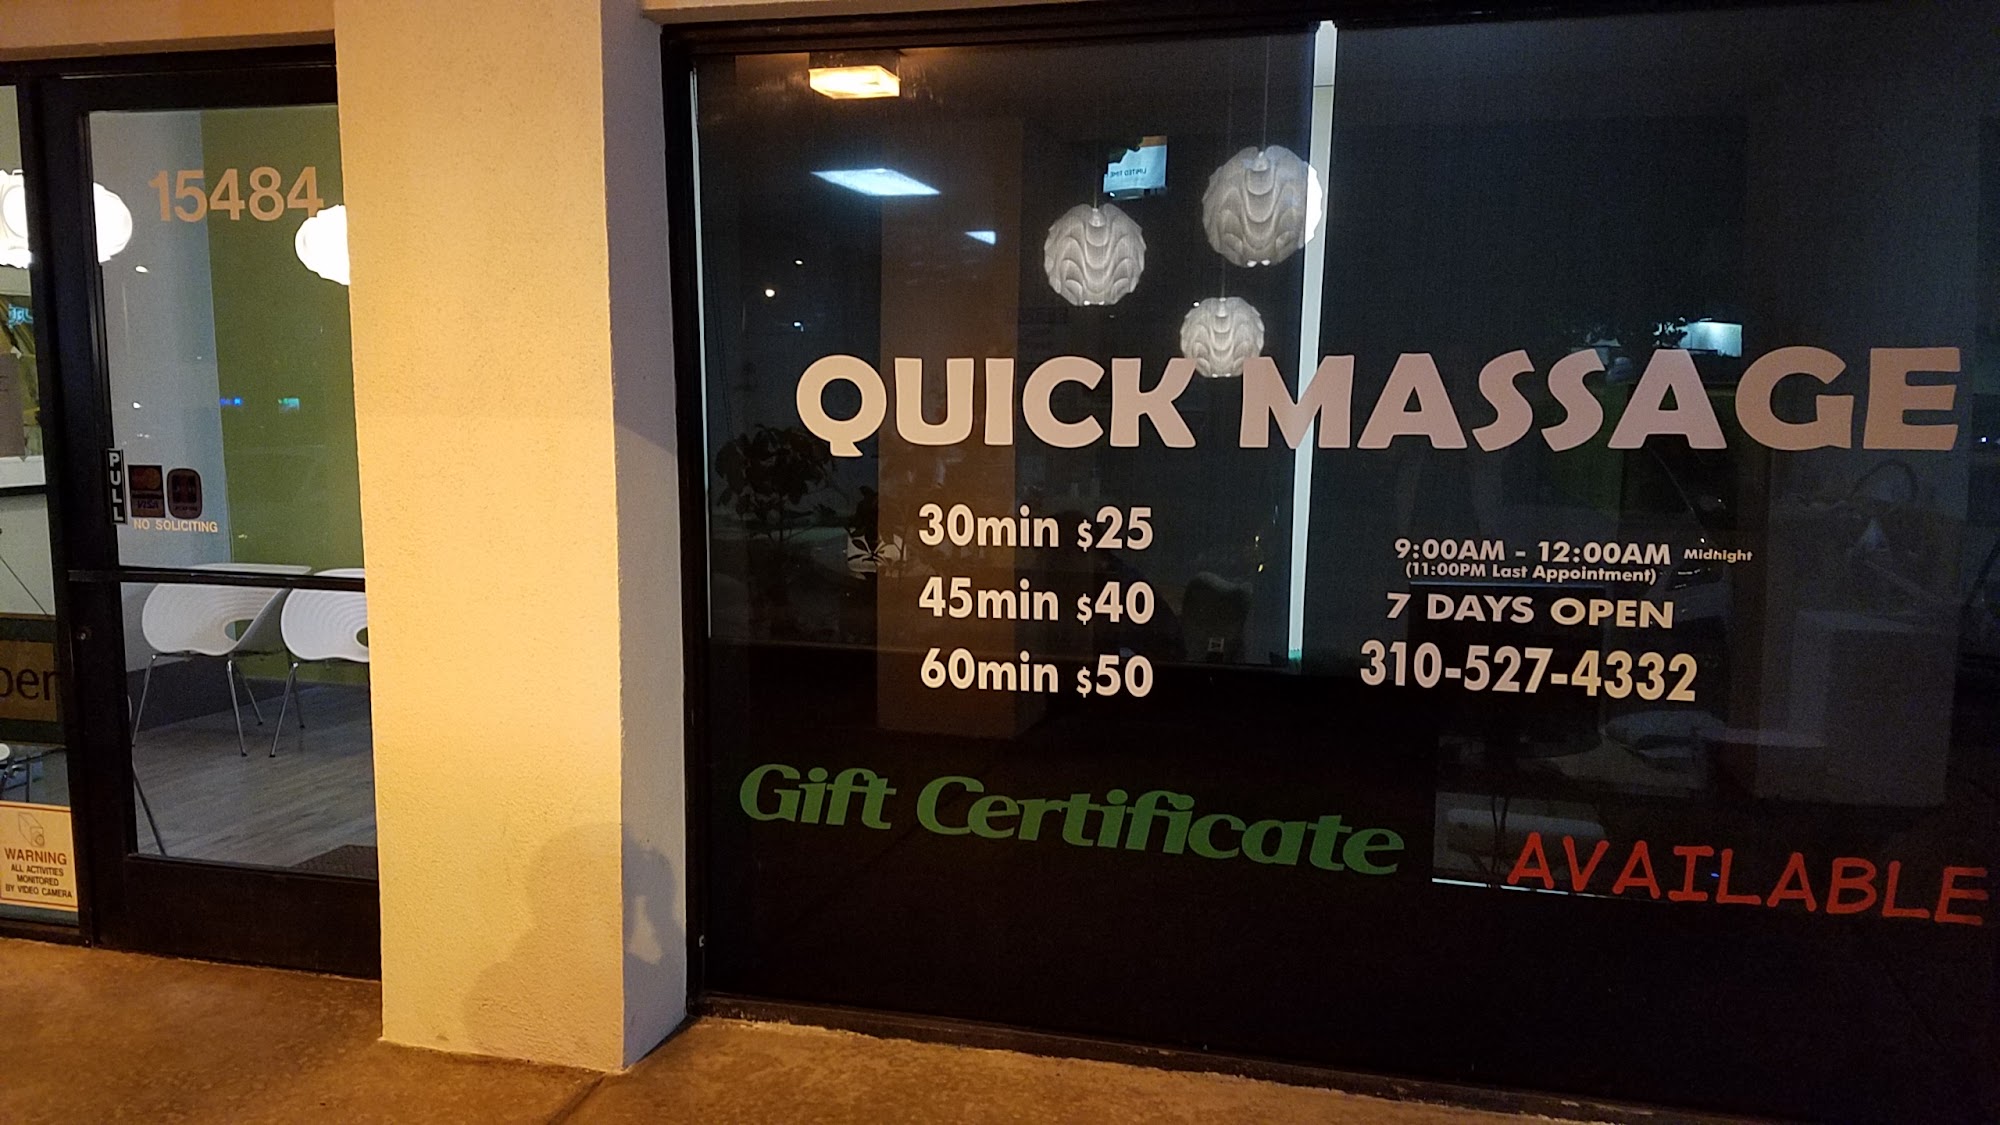 15484
PULL
VISA
NO SOLICITING
WARNING
ALL ACTIVITIES
MONITORED
BY VIDEO CAMERA
QUICK MASSAGE
30min $25
45min $40
60min $50
9:00AM - 12:00AM Midnight
(11:00PM Last Appointment)
7 DAYS OPEN
310-527-4332
Gift Certificate
AVAILABLE